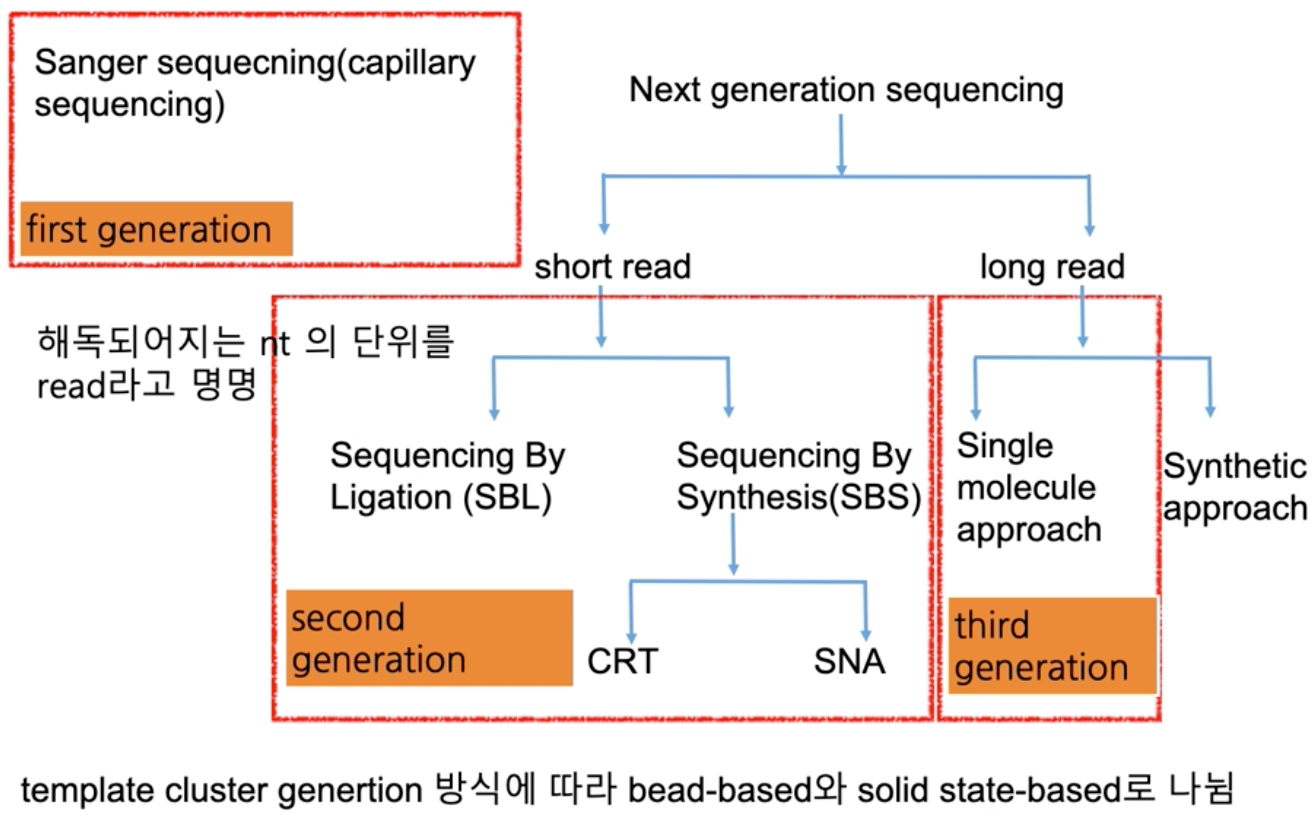 Sanger sequecning(capillary
sequencing)
first generation
Next generation sequencing
short read
long read
해독되어지는 nt 의 단위를
read라고 명명
Sequencing By
Ligation (SBL)
Sequencing By
Synthesis(SBS)
Single
molecule
approach
Synthetic
approach
second
generation
CRT
SNA
third
generation
template cluster genertion 방식에 따라 bead-based와 solid state-based로 나뉨